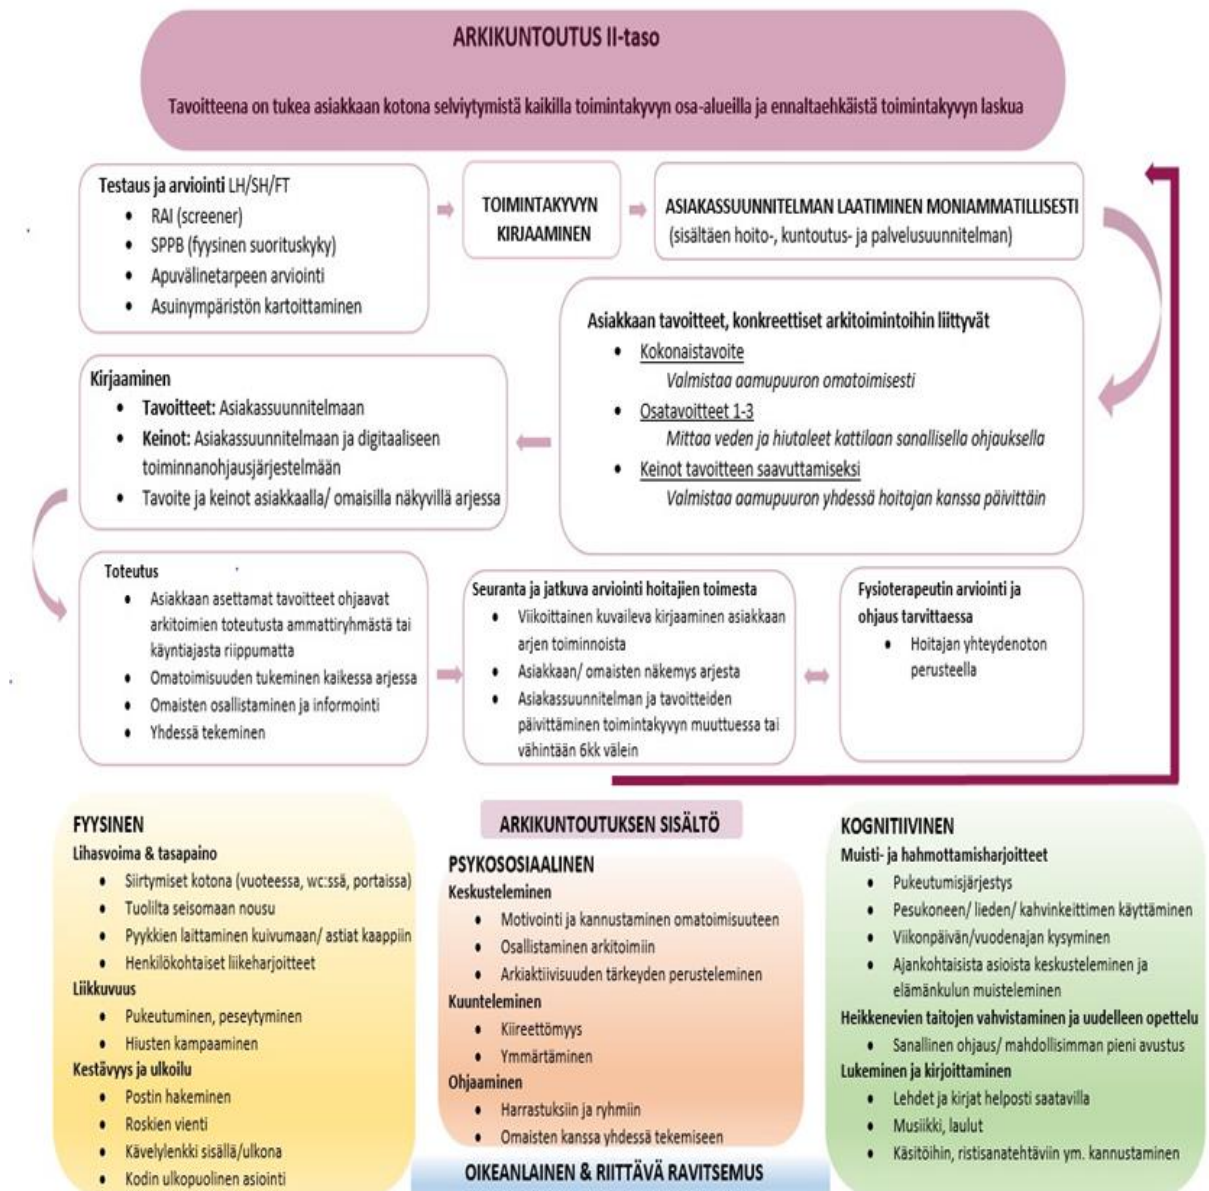 ARKIKUNTOUTUS II-taso
Tavoitteena on tukea asiakkaan kotona selviytymistä kaikilla toimintakyvyn osa-alueilla ja ennaltaehkäistä toimintakyvyn laskua
Testaus ja arviointi LH/SH/FT
• RAI (screener)
• SPPB (fyysinen suorituskyky)
• Apuvälinetarpeen arviointi
• Asuinympäristön kartoittaminen
TOIMINTAKYVYN
KIRJAAMINEN
ASIAKASSUUNNITELMAN LAATIMINEN MONIAMMATILLISESTI
(sisältäen hoito-, kuntoutus- ja palvelusuunnitelman)
Asiakkaan tavoitteet, konkreettiset arkitoimintoihin liittyvät
• Kokonaistavoite
Valmistaa aamupuuron omatoimisesti
• Osatavoitteet 1-3
Mittaa veden ja hiutaleet kattilaan sanallisella ohjauksella
• Keinot tavoitteen saavuttamiseksi
Valmistaa aamupuuron yhdessä hoitajan kanssa päivittäin
Kirjaaminen
• Tavoitteet: Asiakassuunnitelmaan
• Keinot: Asiakassuunnitelmaan ja digitaaliseen
toiminnanohjausjärjestelmään
• Tavoite ja keinot asiakkaalla/ omaisilla näkyvillä arjessa
Toteutus
• Asiakkaan asettamat tavoitteet ohjaavat
arkitoimien toteutusta ammattiryhmästä tai
käyntiajasta riippumatta
• Omatoimisuuden tukeminen kaikessa arjessa
• Omaisten osallistaminen ja informointi
• Yhdessä tekeminen
Seuranta ja jatkuva arviointi hoitajien toimesta
• Viikoittainen kuvaileva kirjaaminen asiakkaan
arjen toiminnoista
• Asiakkaan/ omaisten näkemys arjesta
• Asiakassuunnitelman ja tavoitteiden
päivittäminen toimintakyvyn muuttuessa tai
vähintään 6kk välein
Fysioterapeutin arviointi ja
ohjaus tarvittaessa
• Hoitajan yhteydenoton
perusteella
ARKIKUNTOUTUKSEN SISÄLTÖ
FYYSINEN
Lihasvoima & tasapaino
• Siirtymiset kotona (vuoteessa, wc:ssä, portaissa)
• Tuolilta seisomaan nousu
• Pyykkien laittaminen kuivumaan/ astiat kaappiin
• Henkilökohtaiset liikeharjoitteet
Liikkuvuus
• Pukeutuminen, peseytyminen
• Hiusten kampaaminen
Kestävyys ja ulkoilu
• Postin hakeminen
• Roskien vienti
• Kävelylenkki sisällä/ulkona
• Kodin ulkopuolinen asiointi
PSYKOSOSIAALINEN
Keskusteleminen
• Motivointi ja kannustaminen omatoimisuuteen
• Osallistaminen arkitoimiin
• Arkiaktiivisuuden tärkeyden perusteleminen
Kuunteleminen
• Kiireettömyys
• Ymmärtäminen
Ohjaaminen
• Harrastuksiin ja ryhmiin
• Omaisten kanssa yhdessä tekemiseen
KOGNITIIVINEN
Muisti- ja hahmottamisharjoitteet
• Pukeutumisjärjestys
• Pesukoneen/ lieden/ kahvinkeittimen käyttäminen
• Viikonpäivän/vuodenajan kysyminen
• Ajankohtaisista asioista keskusteleminen ja
elämänkulun muisteleminen
Heikkenevien taitojen vahvistaminen ja uudelleen opettelu
• Sanallinen ohjaus/ mahdollisimman pieni avustus
Lukeminen ja kirjoittaminen
• Lehdet ja kirjat helposti saatavilla
• Musiikki, laulut
• Käsitöihin, ristisanatehtäviin ym. kannustaminen
OIKEANLAINEN & RIITTÄVÄ RAVITSEMUS